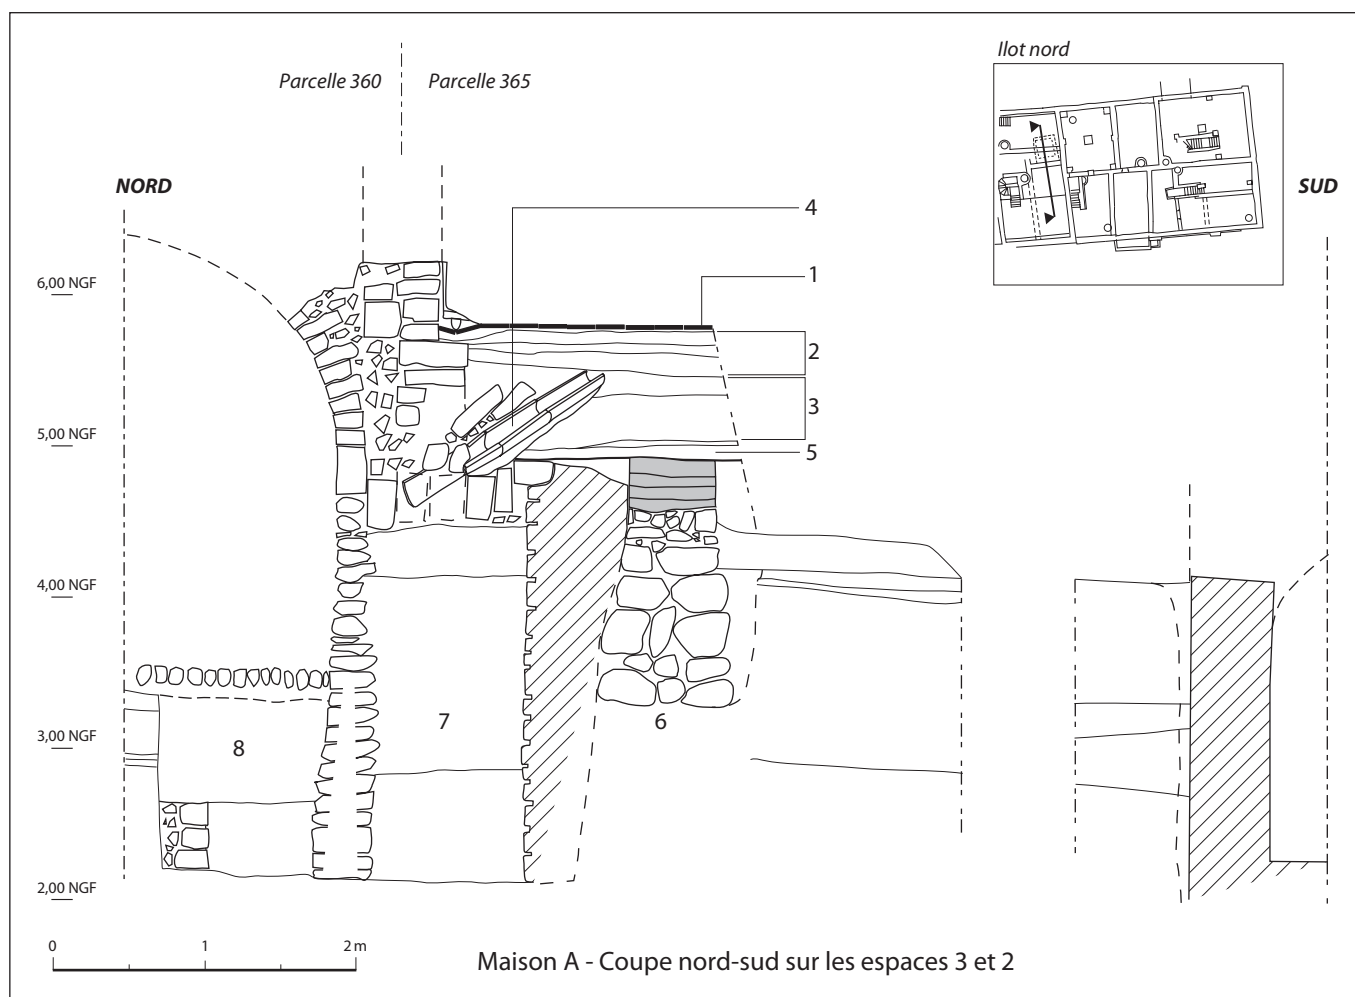 Ilot nord
Parcelle 360
Parcelle 365
NORD
SUD
4
1
6,00 NGF
2
3
5,00 NGF
5
4,00 NGF
6
7
3,00 NGF
8
2,00 NGF
0 1 2 m
Maison A - Coupe nord-sud sur les espaces 3 et 2